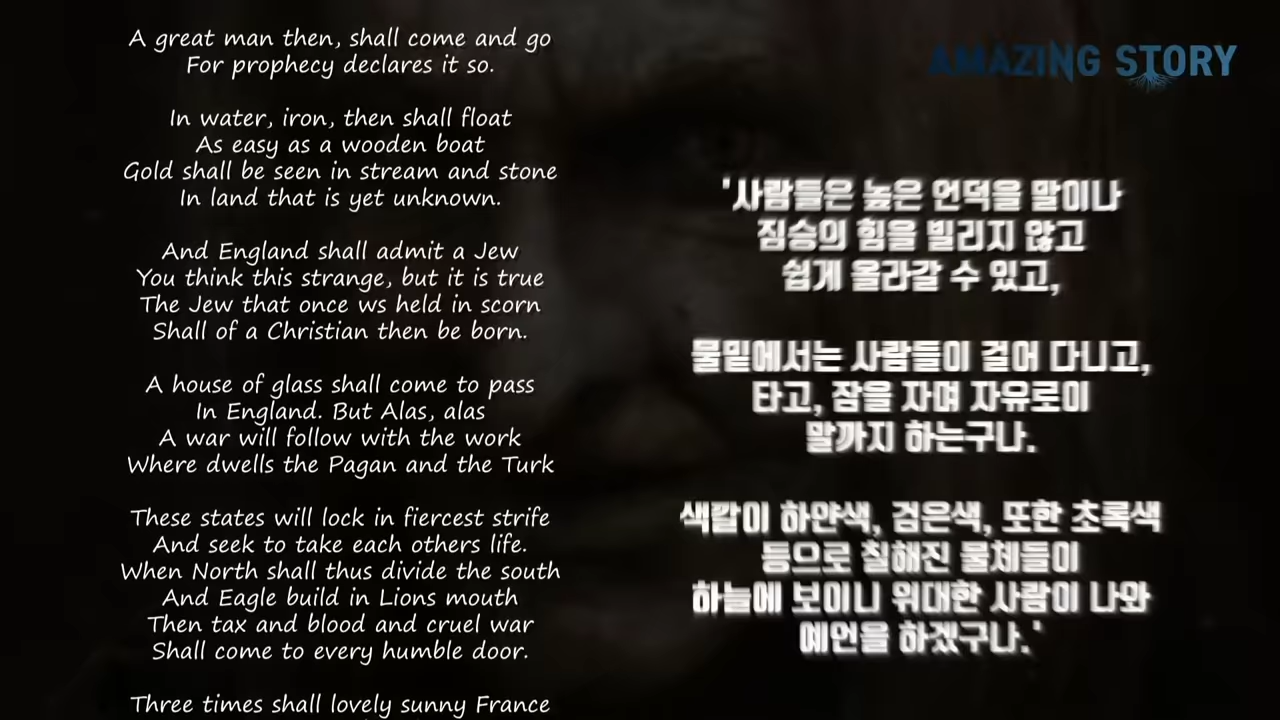 A great man then, shall come and go
For prophecy declares it so.
In water, iron, then shall float
As easy as a wooden boat
Gold shall be seen in stream and stone
In land that is yet unknown.
And England shall admit a Jew
You think this strange, but it is true
The Jew that once ws held in scorn
Shall of a Christian then be born.
A house of glass shall come to pass
In England. But Alas, alas
A war will follow with the work
Where dwells the Pagan and the Turk
These states will lock in fiercest strife
And seek to take each others life.
When North shall thus divide the south
And Eagle build in Lions mouth
Then tax and blood and cruel war
Shall come to every humble door.
Three times shall lovely sunny France
AMAZING STORY
'사람들은 높은 언덕을 말이나
짐승의 힘을 빌리지 않고
쉽게 올라갈 수 있고,
물밑에서는 사람들이 걸어 다니고,
타고, 잠을 자며 자유로이
말까지 하는구나.
색깔이 하얀색, 검은색, 또한 초록색
등으로 칠해진 물체들이
하늘에 보이니 위대한 사람이 나와
예언을 하겠구나.'